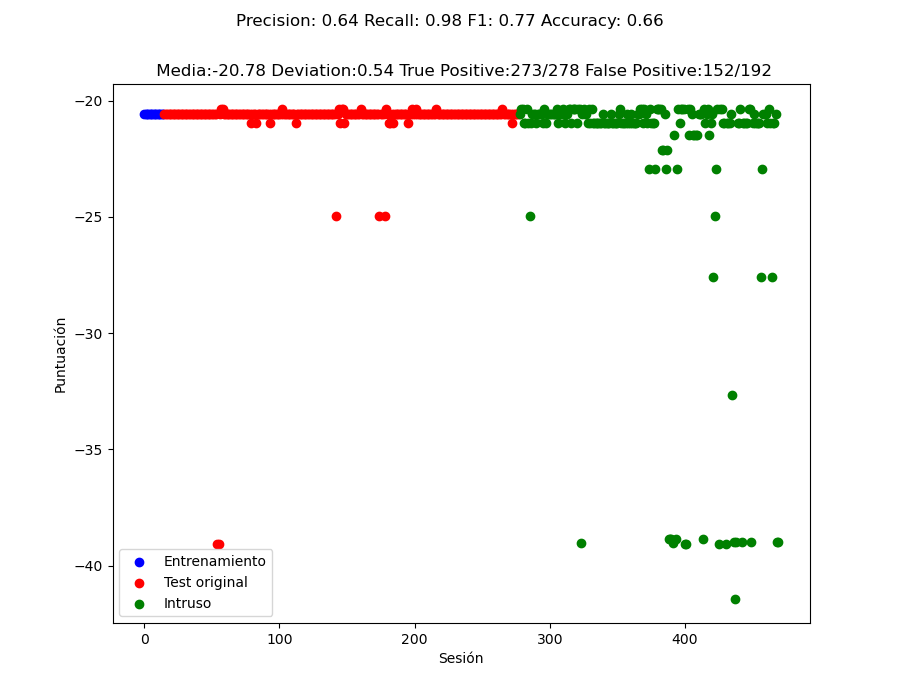 Precision: 0.64 Recall: 0.98 F1: 0.77 Accuracy: 0.66
Media:-20.78 Deviation:0.54 True Positive:273/278 False Positive:152/192
−20
−25
−30
−35
−40
Puntuación
Entrenamiento
Test original
Intruso
0
100
200
300
400
Sesión